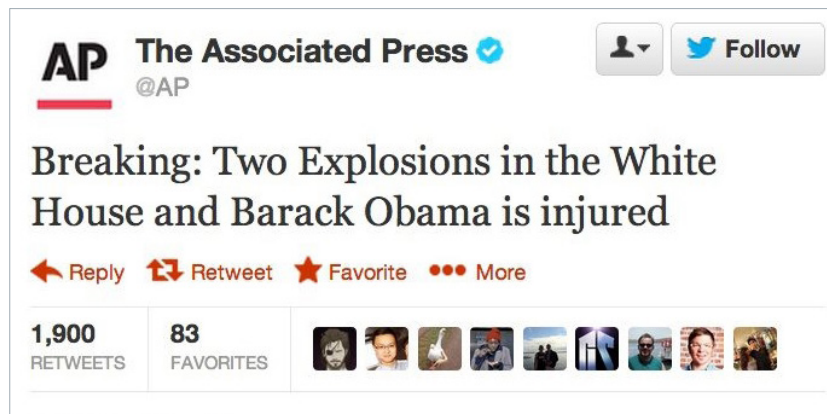 AP
The Associated Press
@AP
Follow
Breaking: Two Explosions in the White
House and Barack Obama is injured
Reply Retweet Favorite More
1,900 83
RETWEETS FAVORITES
GS